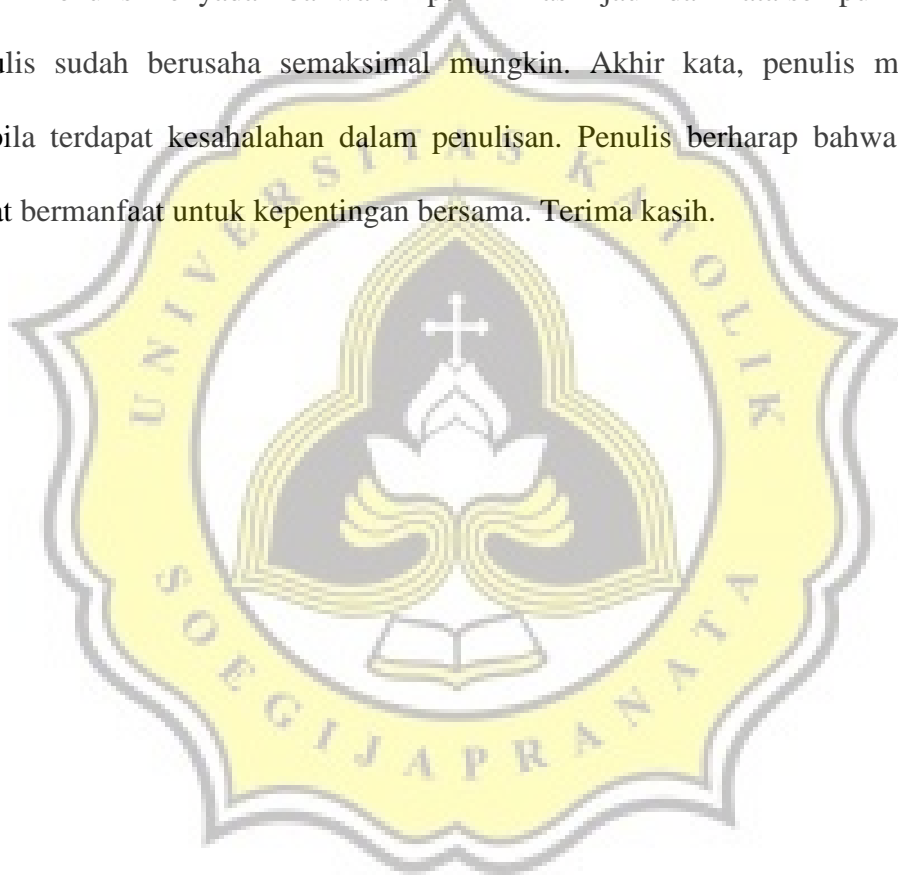 ulis sudah berusaha semaksimal mungkin. Akhir kata, penulis m
bila terdapat kesahalahan dalam penulisan. Penulis berharap bahwa
at bermanfaat untuk kepentingan bersama. Terima kasih.
UNIVERSITAS KATOLIK
SOEGIJAPRANATA